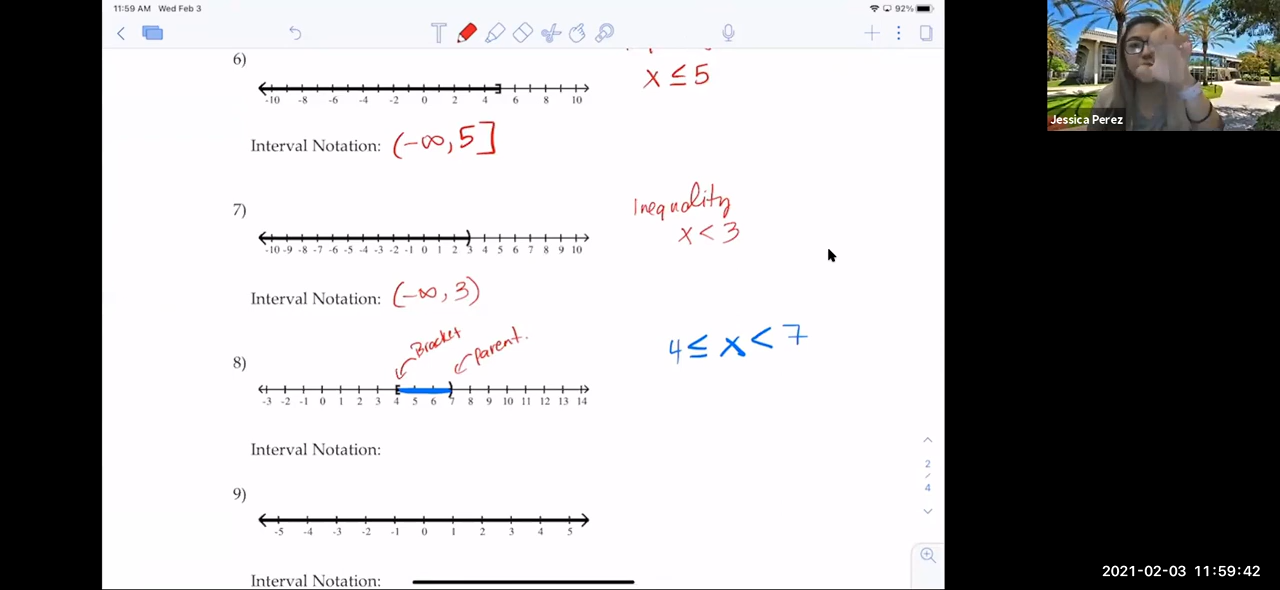 11:59 AM Wed Feb 3
92%
6)
x ≤ 5
-10 -8 -6 -4 -2 0 2 4 6 8 10
Interval Notation: (-∞, 5]
7)
Inequality
x < 3
-10 -9 -8 -7 -6 -5 -4 -3 -2 -1 0 1 2 3 4 5 6 7 8 9 10
Interval Notation: (-∞, 3)
Bracket
parent.
4 ≤ x < 7
8)
-3 -2 -1 0 1 2 3 4 5 6 7 8 9 10 11 12 13 14
Interval Notation:
9)
-5 -4 -3 -2 -1 0 1 2 3 4 5
Interval Notation:
2
/
4
Jessica Perez
2021-02-03 11:59:42